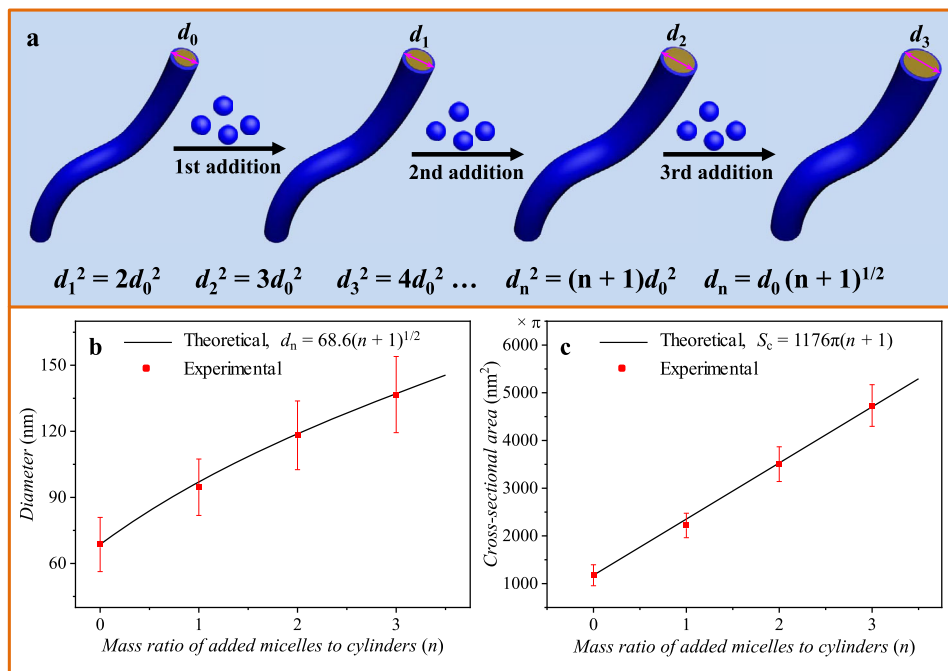 a
d₀
d₁
d₂
d₃
1st addition
2nd addition
3rd addition
d₁² = 2d₀² d₂² = 3d₀² d₃² = 4d₀² ... dₙ² = (n + 1)d₀² dₙ = d₀ (n + 1)^1/2
b
Theoretical, dₙ = 68.6(n + 1)^1/2
Experimental
150
120
90
60
0 1 2 3
Diameter (nm)
Mass ratio of added micelles to cylinders (n)
c
× π
Theoretical, S_c = 1176π(n + 1)
Experimental
6000
5000
4000
3000
2000
1000
0 1 2 3
Cross-sectional area (nm²)
Mass ratio of added micelles to cylinders (n)